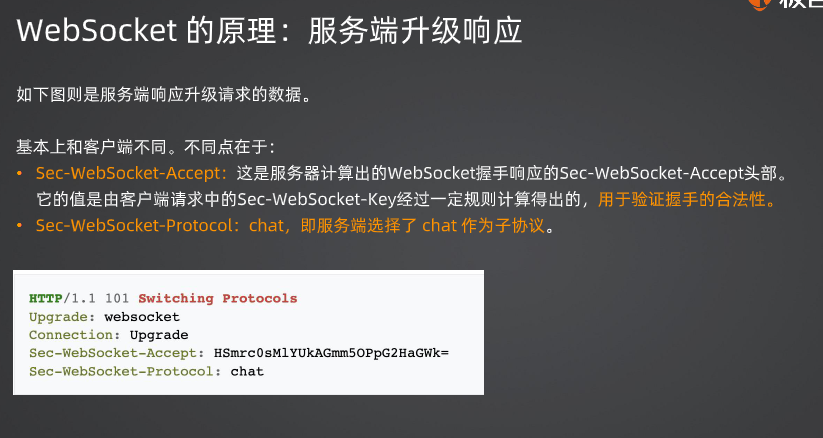 WebSocket 的原理：服务端升级响应
如下图则是服务端响应升级请求的数据。
基本上和客户端不同。不同点在于：
• Sec-WebSocket-Accept：这是服务器计算出的WebSocket握手响应的Sec-WebSocket-Accept头部。
它的值是由客户端请求中的Sec-WebSocket-Key经过一定规则计算得出的，用于验证握手的合法性。
• Sec-WebSocket-Protocol：chat，即服务端选择了 chat 作为子协议。
HTTP/1.1 101 Switching Protocols
Upgrade: websocket
Connection: Upgrade
Sec-WebSocket-Accept: HSmrc0sMlYUkAGmm5OPpG2HaGWk=
Sec-WebSocket-Protocol: chat